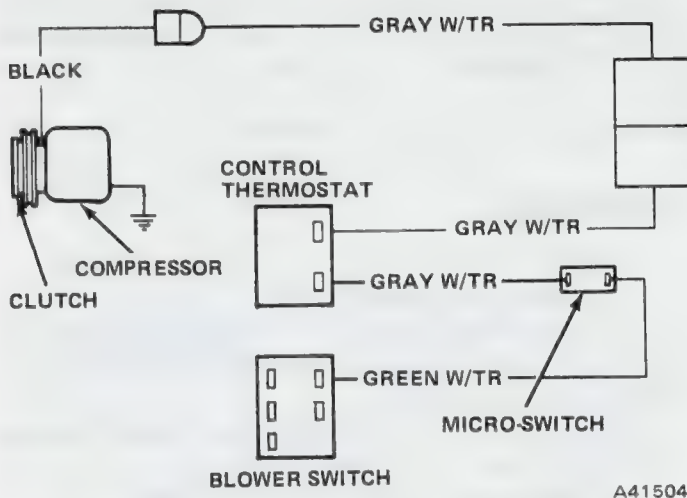 GRAY W/TR
BLACK
CONTROL
THERMOSTAT
GRAY W/TR
COMPRESSOR
GRAY W/TR
CLUTCH
GREEN W/TR
MICRO-SWITCH
BLOWER SWITCH
A41504